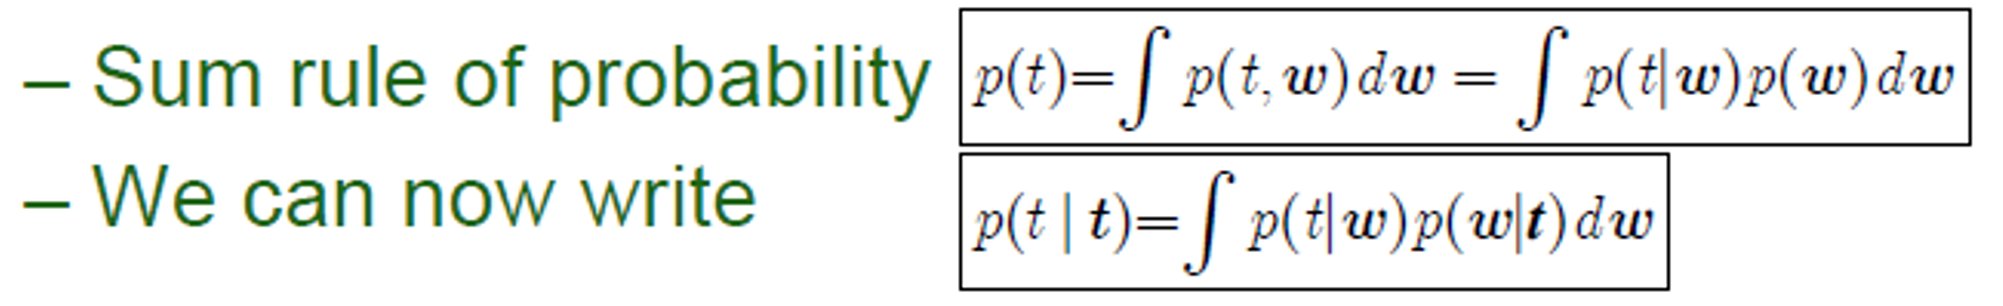 – Sum rule of probability p(t)=∫ p(t, w)dw = ∫ p(t|w)p(w)dw
– We can now write p(t | t)=∫ p(t|w)p(w|t)dw